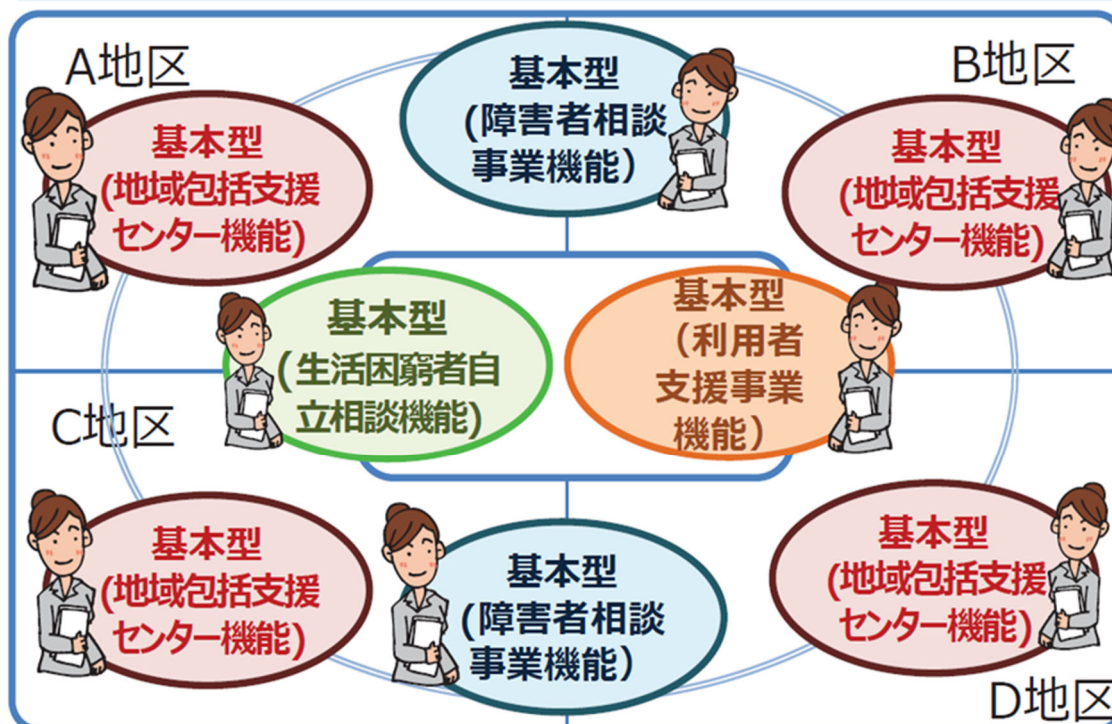 A地区
基本型
(地域包括支援
センター機能)
基本型
(障害者相談
事業機能）
B地区
基本型
(地域包括支援
センター機能)
基本型
(生活困窮者自
立相談機能)
基本型
（利用者
支援事業
機能）
C地区
基本型
(地域包括支援
センター機能)
基本型
(障害者相談
事業機能）
基本型
(地域包括支援
センター機能)
D地区